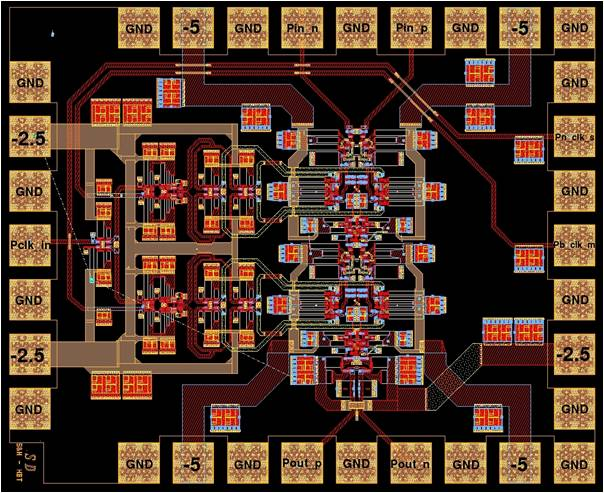 GND -5 GND Pin_n GND Pin_p GND -5 GND
GND GND
-2.5 Pn_clk_s
GND GND
Pclk_in Pb_clk_m
GND GND
-2.5 -2.5
GND GND
GND -5 GND Pout_p GND Pout_n GND -5 GND
SD